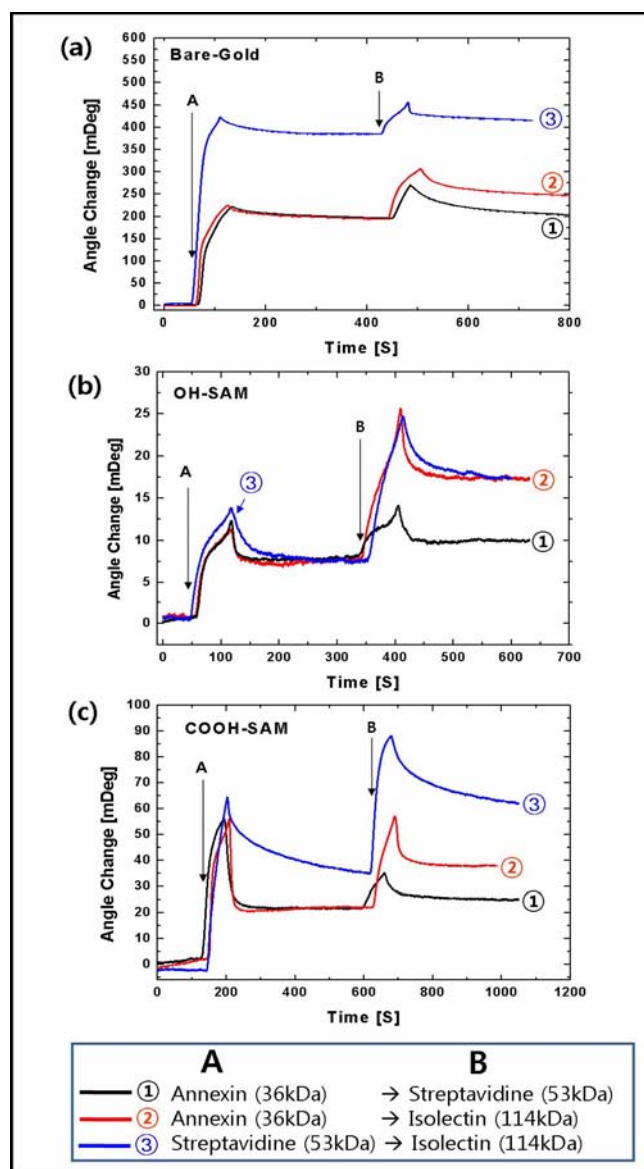 (a)
Bare-Gold
A
B
③
②
①
Angle Change [mDeg]
600
550
500
450
400
350
300
250
200
150
100
50
0
0 200 400 600 800
Time [S]
(b)
OH-SAM
A
B
③
②
①
Angle Change [mDeg]
30
25
20
15
10
5
0
0 100 200 300 400 500 600 700
Time [S]
(c)
COOH-SAM
A
B
③
②
①
Angle Change [mDeg]
100
90
80
70
60
50
40
30
20
10
0
0 200 400 600 800 1000 1200
Time [S]
A B
① Annexin (36kDa) → Streptavidine (53kDa)
② Annexin (36kDa) → Isolectin (114kDa)
③ Streptavidine (53kDa) → Isolectin (114kDa)